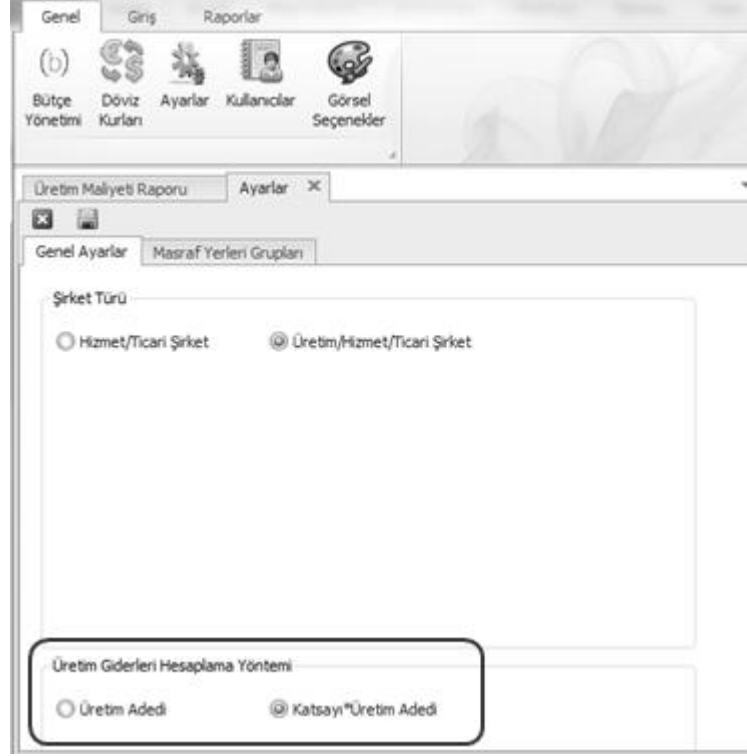 Genel Giriş Raporlar
(b)
Bütçe Yönetimi
Döviz Kurları
Ayarlar
Kullanıcılar
Görsel Seçenekler
Üretim Maliyeti Raporu Ayarlar
Genel Ayarlar Masraf Yerleri Grupları
Şirket Türü
Hizmet/Ticari Şirket Üretim/Hizmet/Ticari Şirket
Üretim Giderleri Hesaplama Yöntemi
Üretim Adedi Katsayı*Üretim Adedi